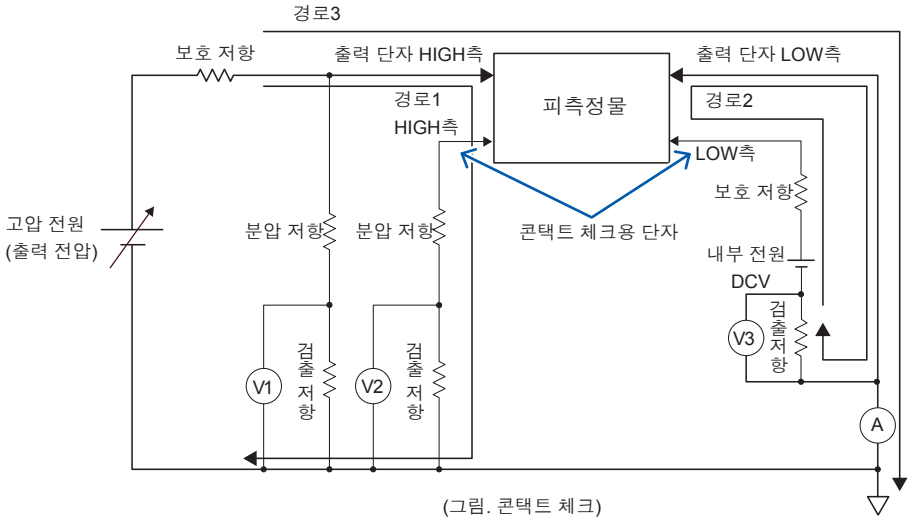 경로3
보호 저항
출력 단자 HIGH측
출력 단자 LOW측
경로1
HIGH측
피측정물
경로2
LOW측
보호 저항
고압 전원
(출력 전압)
분압 저항
분압 저항
콘택트 체크용 단자
내부 전원
DCV
검출 저항
V1
검출 저항
V2
검출 저항
V3
A
(그림. 콘택트 체크)